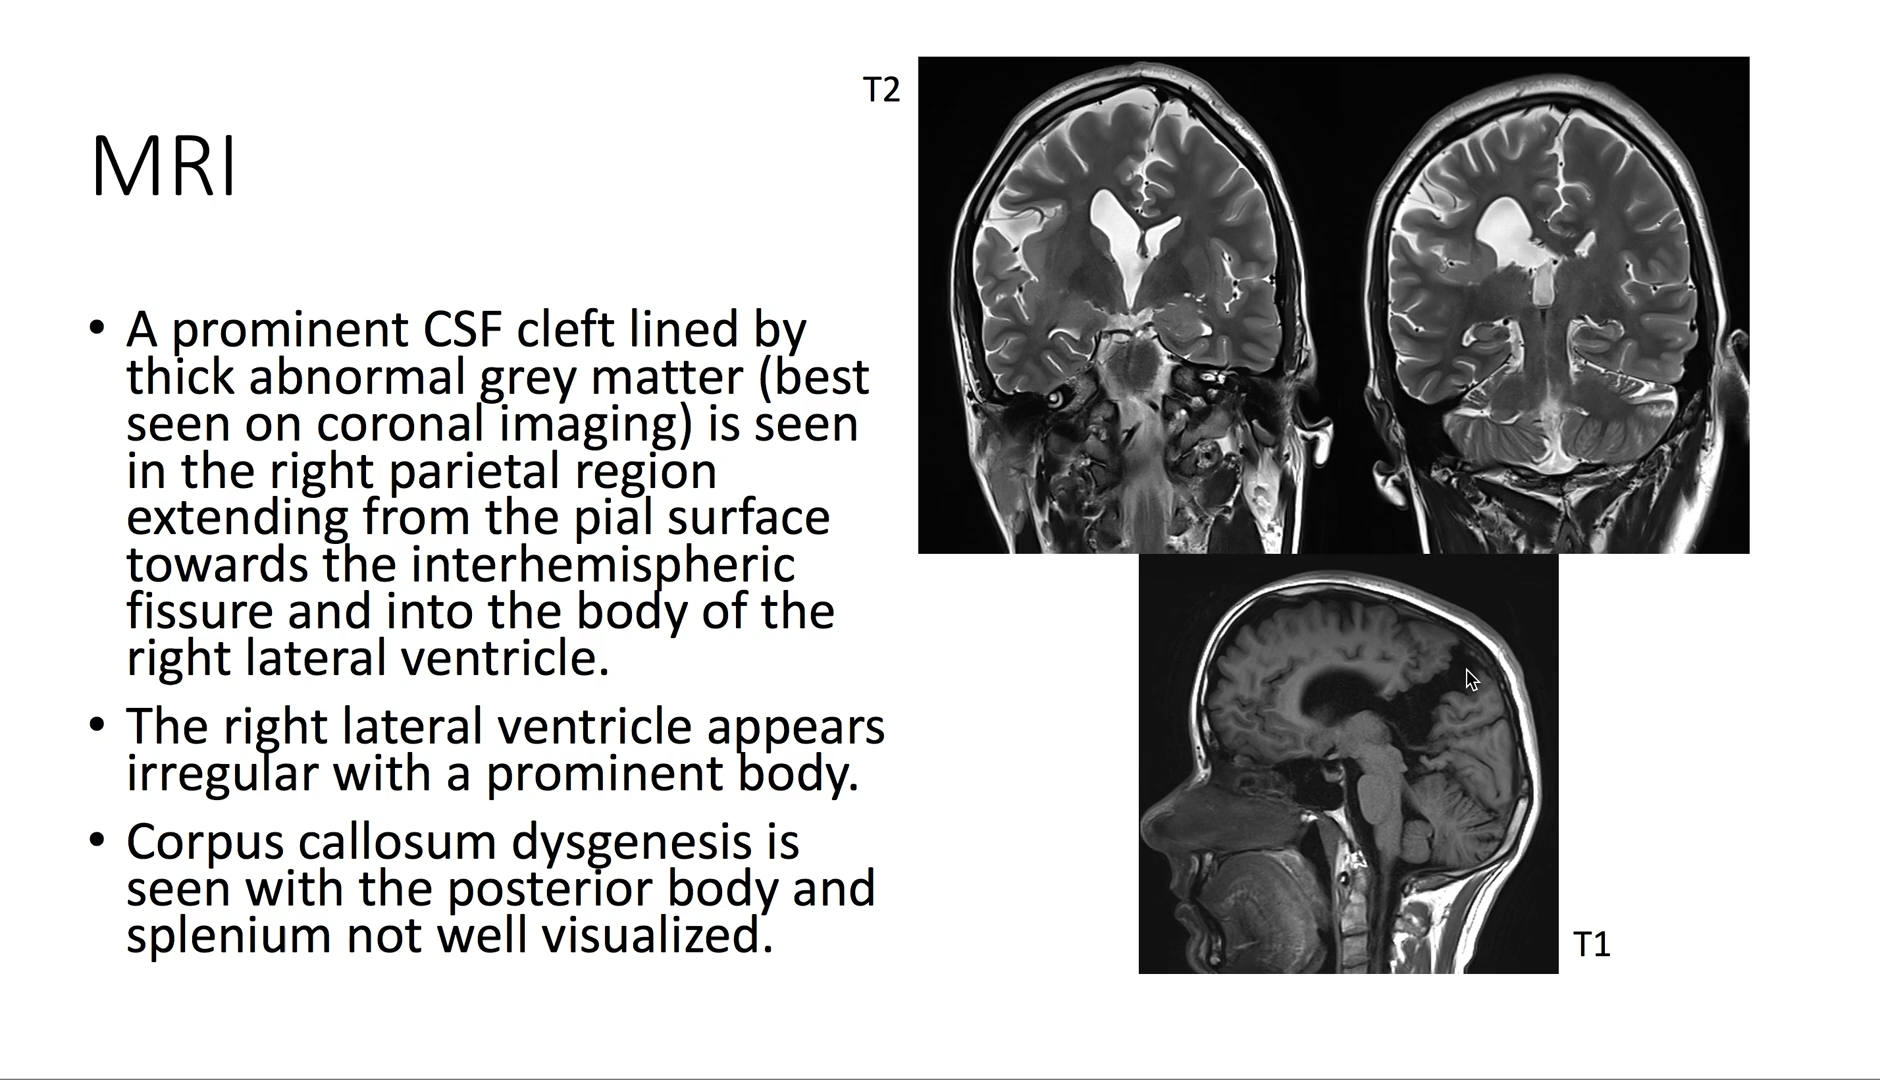 T2
MRI
• A prominent CSF cleft lined by
thick abnormal grey matter (best
seen on coronal imaging) is seen
in the right parietal region
extending from the pial surface
towards the interhemispheric
fissure and into the body of the
right lateral ventricle.
• The right lateral ventricle appears
irregular with a prominent body.
• Corpus callosum dysgenesis is
seen with the posterior body and
splenium not well visualized.
T1